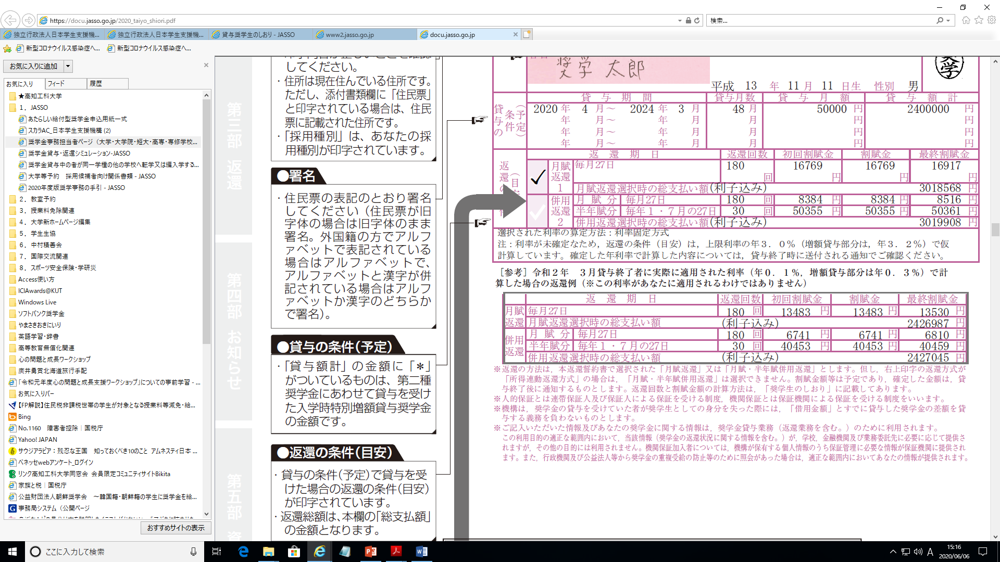 https://docu.jasso.go.jp/2020_taiyo_shiori.pdf
検索...
独立行政法人日本学生支援機...
独立行政法人日本学生支援機...
貸与奨学生のしおり - JASSO
www2.jasso.go.jp
docu.jasso.go.jp
新型コロナウイルス感染症へ...
新型コロナウイルス感染症へ...
お気に入りに追加
お気に入り
フィード
履歴
★高知工科大学
１．JASSO
あたらしい給付型奨学金申込用紙一式
スカラAC_日本学生支援機構 (2)
奨学金事務担当者ページ（大学・大学院・短大・高専・専修学校...
奨学金貸与・返還シミュレーション-JASSO
奨学金貸与中の者が同一学種の他の学校へ転学又は編入学する...
大学等予約　採用候補者向け関係書類 - JASSO
2020年度版奨学事務の手引 - JASSO
２．教室予約
３．授業料免除関連
４．大学新ホームページ編集
５．学生生協
６．中村積善会
７．国際交流関連
８．スポーツ安全保険・学研災
Access使い方
ICIAwards@KUT
Windows Live
ソフトバンク奨学金
やまさきおきにいり
英語学習・辞書
高等教育無償化関連
心の問題と成長ワークショップ
廣井勇賞北海道旅行手配
「令和元年度心の問題と成長支援ワークショップ」についての事前学習 - ...
お気に入りバー
【FP解説】住民税非課税世帯の学生が対象となる授業料等減免・給...
Bing
No.1160　障害者控除｜国税庁
Yahoo! JAPAN
サウジアラビア：残忍な王国　知っておくべき10のこと アムネスティ日本 ...
ベネッセwebアンケート_ログイン
リンク高知工科大学同窓会 会員限定コミュニティサイトBikita
家族と税｜国税庁
公益財団法人朝鮮奨学会　～韓国籍・朝鮮籍の学生に奨学金を給...
事務局システム（公開ページ
おすすめサイトの表示
第三部 返還
第四部 お知らせ
第五部 資
してください。
・住所は現在住んでいる住所です。
ただし、添付書類欄に「住民票」
と印字されている場合は、住民
票に記載された住所です。
・「採用種別」は、あなたの採
用種別が印字されています。
●署名
・住民票の表記のとおり署名
してください（住民票が旧
字体の場合は旧字体のまま
署名。外国籍の方でアルフ
ァベットで表記されている
場合はアルファベットで、
アルファベットと漢字が併
記されている場合はアルフ
ァベットか漢字のどちらか
で署名）。
●貸与の条件（予定）
・「貸与額計」の金額に「＊」
がついているものは、第二種
奨学金にあわせて貸与を受け
た入学時特別増額貸与奨学金
の金額です。
●返還の条件（目安）
・貸与の条件（予定）で貸与を受
けた場合の返還の条件（目安）
が印字されています。
・返還総額は、本欄の「総支払額」
の金額となります。
奨学 太郎
奨学
平成 13 年 11 月 11 日生 性別 男
貸与の条件（予定）
貸与期間 貸与月数 貸与月額 貸与額計
2020 年 4 月～ 2024 年 3 月 48 月 50000 円 2400000 円
年 月～ 年 月 月 円 円
年 月～ 年 月 月 円 円
年 月～ 年 月 月 円 円
返還期日 返還回数 初回割賦金 割賦金 最終割賦金
✓ 月賦返還1 毎月27日 180 回 16769 円 16769 円 16917 円
月賦返還選択時の総支払い額(利子込み) 3018568 円
併用返還2 月賦分 毎月27日 180 回 8384 円 8384 円 8516 円
半年賦分 毎年１・７月の27日 30 回 50355 円 50355 円 50361 円
併用返還選択時の総支払い額(利子込み) 3019908 円
選択された利率の算定方法：利率固定方式
注：利率が未確定なため，返還の条件（目安）は，上限利率の年３．０％（増額貸与部分は，年３．２％）で仮
計算しています。確定した年利率で計算した内容については，貸与終了時に送付される通知でご確認ください。
［参考］令和２年　３月貸与終了者に実際に適用された利率（年０．１％，増額貸与部分は年０．３％）で計
算した場合の返還例（※この利率があなたに適用されるわけではありません）
返還期日 返還回数 初回割賦金 割賦金 最終割賦金
月賦返還 毎月27日 180 回 13483 円 13483 円 13530 円
月賦返還選択時の総支払い額 (利子込み) 2426987 円
併用返還 月賦分 毎月27日 180 回 6741 円 6741 円 6810 円
半年賦分 毎年１・７月の27日 30 回 40453 円 40453 円 40459 円
併用返還選択時の総支払い額 (利子込み) 2427045 円
※返還の方法は，本返還誓約書で選択された「月賦返還」又は「月賦・半年賦併用返還」とします。但し，右上印字の返還方式が
「所得連動返還方式」の場合は，「月賦・半年賦併用返還」は選択できません。割賦金額等は予定であり，確定した金額は，貸
与終了後に通知するものとします。返還回数と割賦金額の計算方法は，「奨学生のしおり」に記載してあります。
※人的保証とは連帯保証人及び保証人による保証を受ける制度，機関保証とは保証機関による保証を受ける制度をいいます。
※機構は，奨学金の貸与を受けていた者が奨学生としての身分を失った際には，「借用金額」とすでに貸与した奨学金の差額を貸
与する義務を負わないものとします。
※ご記入いただいた情報及びあなたの奨学金に関する情報は，奨学金貸与業務（返還業務を含む。）のために利用されます。
この利用目的の適正な範囲内において，当該情報（奨学金の返還状況に関する情報を含む。）が，学校，金融機関及び業務委託先に必要に応じて提供さ
れますが，その他の目的には利用されません。機関保証加入者については，機構が保有する個人情報のうち保証管理に必要な情報が保証機関に提供され
ます。また，行政機関及び公益法人等から奨学金の重複受給の防止等のために照会があった場合は，適正な範囲内においてあなたの情報が提供されます。
ここに入力して検索
A
15:16
2020/06/06